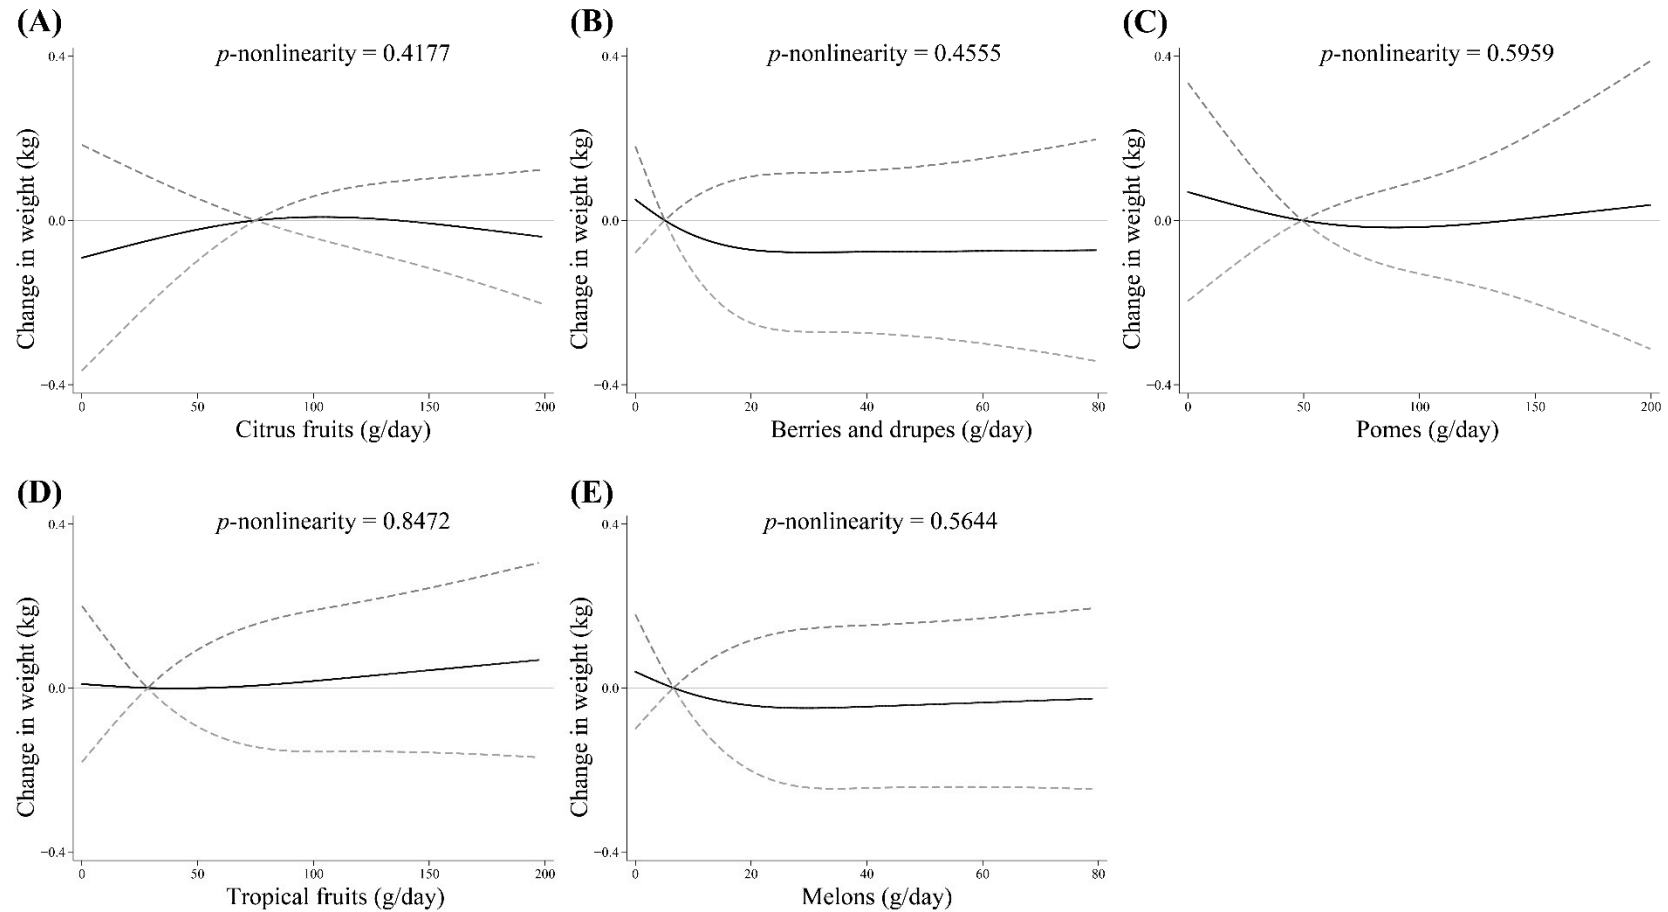 (A)
p-nonlinearity = 0.4177
0.4
0.0
−0.4
Change in weight (kg)
0 50 100 150 200
Citrus fruits (g/day)
(B)
p-nonlinearity = 0.4555
0.4
0.0
−0.4
Change in weight (kg)
0 20 40 60 80
Berries and drupes (g/day)
(C)
p-nonlinearity = 0.5959
0.4
0.0
−0.4
Change in weight (kg)
0 50 100 150 200
Pomes (g/day)
(D)
p-nonlinearity = 0.8472
0.4
0.0
−0.4
Change in weight (kg)
0 50 100 150 200
Tropical fruits (g/day)
(E)
p-nonlinearity = 0.5644
0.4
0.0
−0.4
Change in weight (kg)
0 20 40 60 80
Melons (g/day)